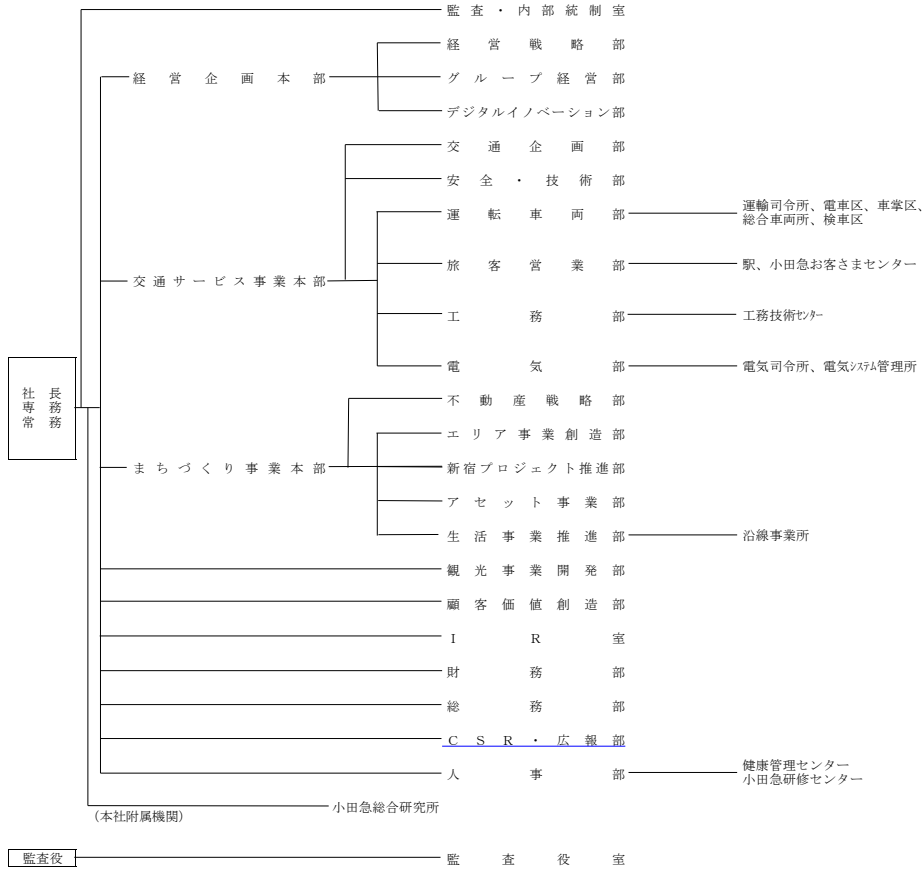 監査・内部統制室
経営戦略部
経営企画本部
グループ経営部
デジタルイノベーション部
交通企画部
安全・技術部
運転車両部
運輸司令所、電車区、車掌区、
総合車両所、検車区
旅客営業部
駅、小田急お客さまセンター
交通サービス事業本部
工務部
工務技術ｾﾝﾀｰ
電気部
電気司令所、電気ｼｽﾃﾑ管理所
社長
専務
常務
不動産戦略部
エリア事業創造部
まちづくり事業本部
新宿プロジェクト推進部
アセット事業部
生活事業推進部
沿線事業所
観光事業開発部
顧客価値創造部
ＩＲ室
財務部
総務部
ＣＳＲ・広報部
人事部
健康管理センター
小田急研修センター
小田急総合研究所
(本社附属機関)
監査役
監査役室